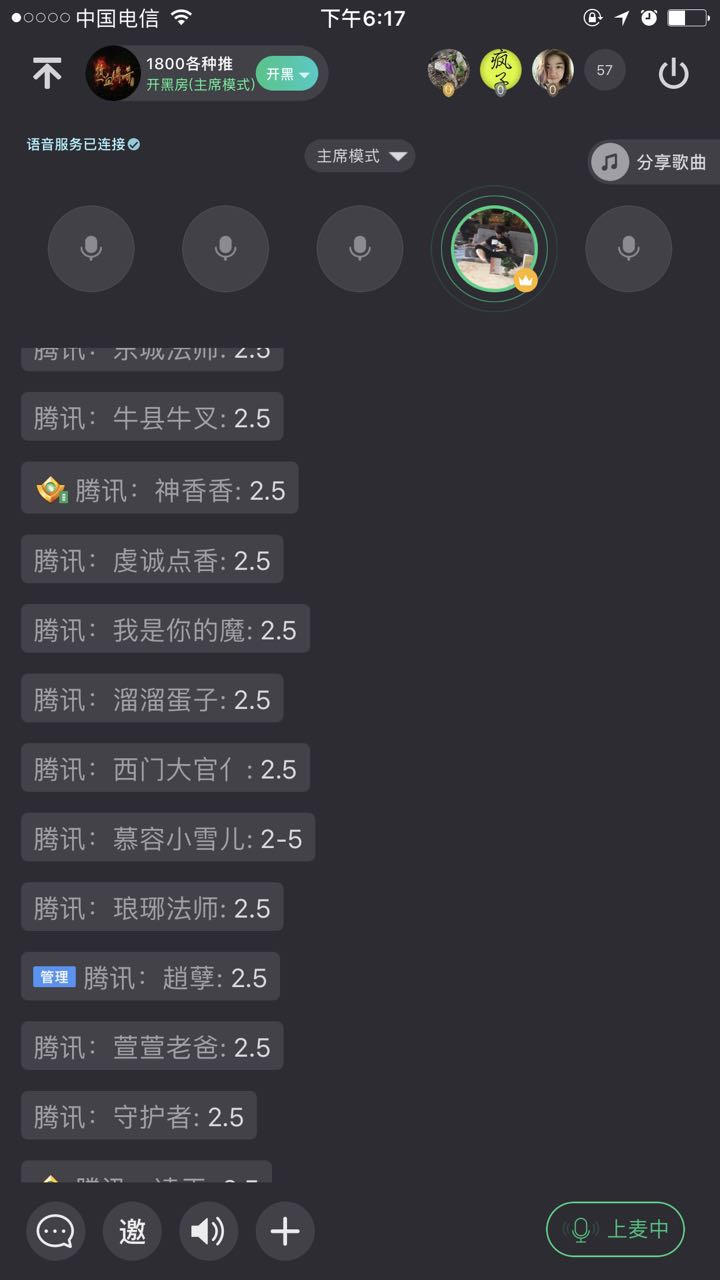 中国电信
下午6:17
1800各种推
开黑房(主席模式)
开黑
疯子
57
语音服务已连接
主席模式
分享歌曲
腾讯: 东城法师: 2.5
腾讯: 牛县牛叉: 2.5
腾讯: 神香香: 2.5
腾讯: 虔诚点香: 2.5
腾讯: 我是你的魔: 2.5
腾讯: 溜溜蛋子: 2.5
腾讯: 西门大官亻: 2.5
腾讯: 慕容小雪儿: 2-5
腾讯: 琅琊法师: 2.5
管理 腾讯: 趙孽: 2.5
腾讯: 萱萱老爸: 2.5
腾讯: 守护者: 2.5
邀
上麦中